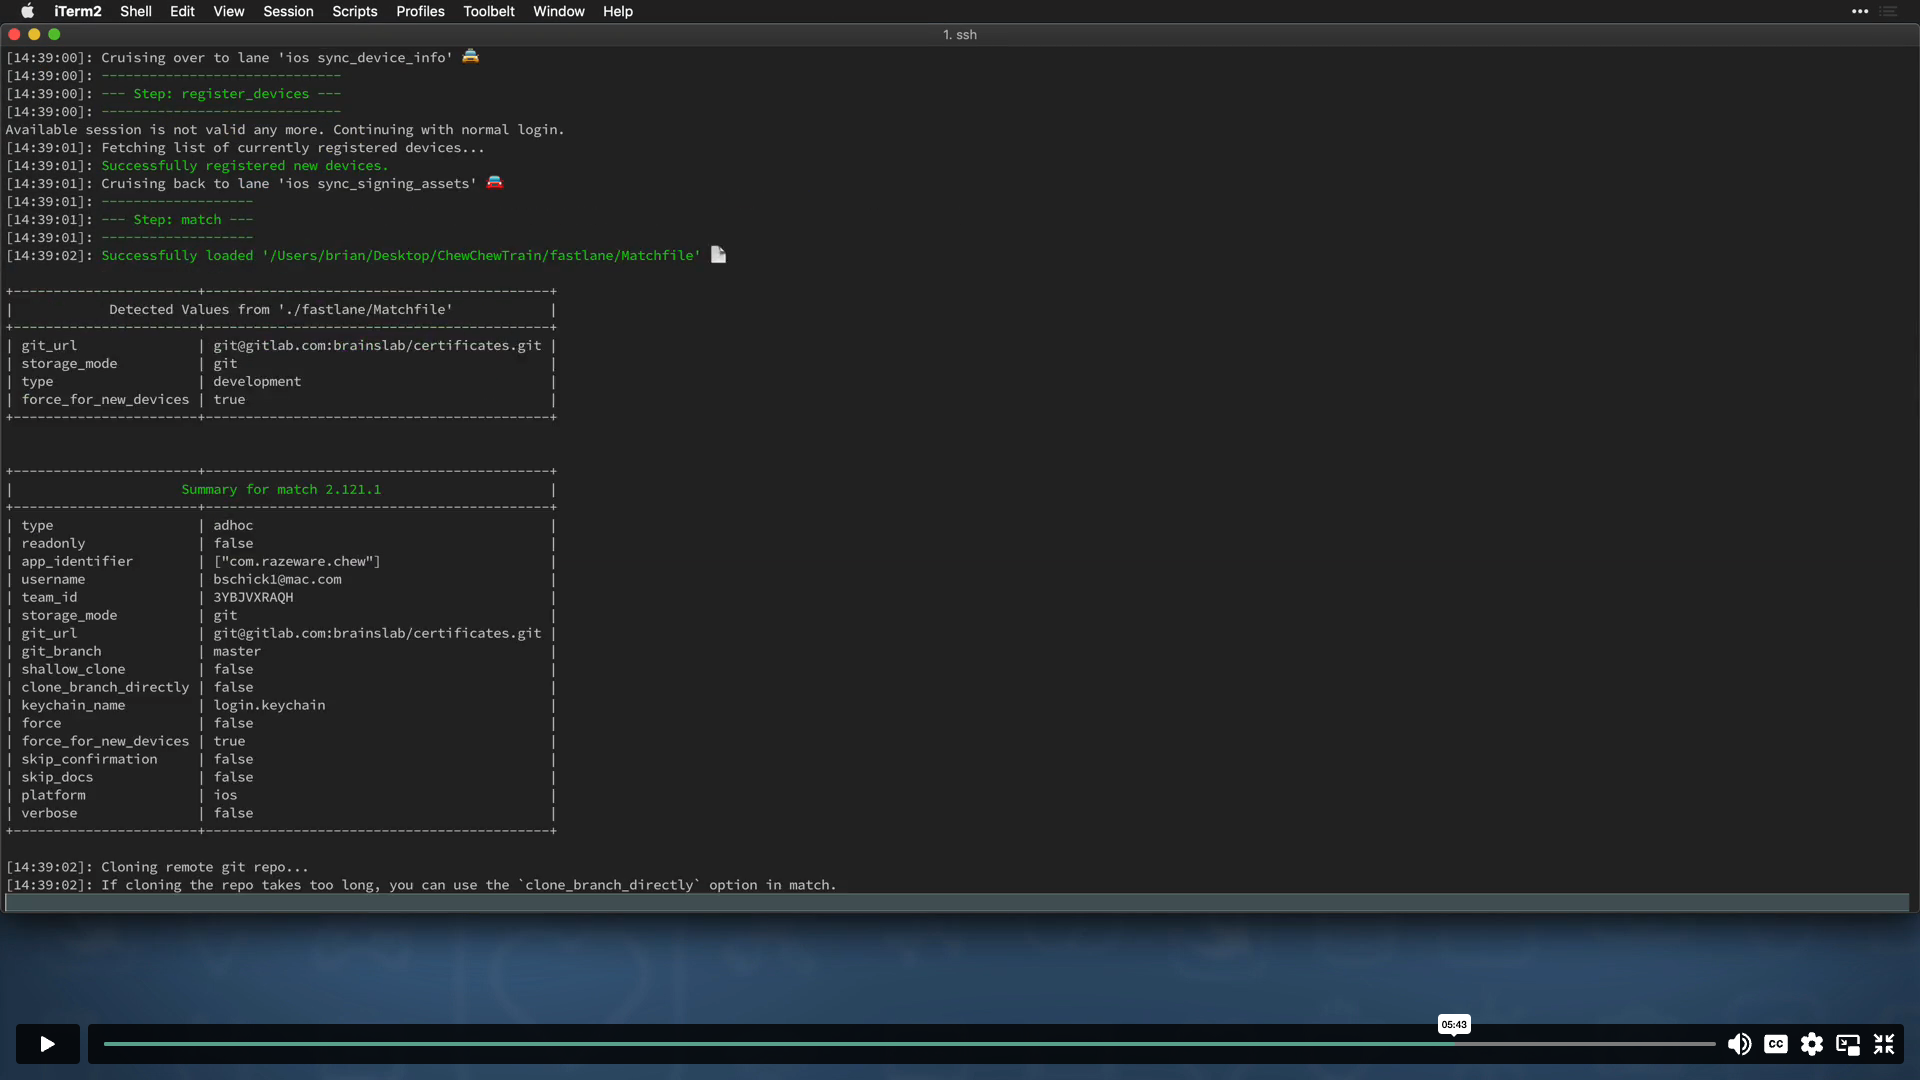 iTerm2 Shell Edit View Session Scripts Profiles Toolbelt Window Help
1. ssh
[14:39:00]: Cruising over to lane 'ios sync_device_info' 🚖
[14:39:00]: ------------------------------
[14:39:00]: --- Step: register_devices ---
[14:39:00]: ------------------------------
Available session is not valid any more. Continuing with normal login.
[14:39:01]: Fetching list of currently registered devices...
[14:39:01]: Successfully registered new devices.
[14:39:01]: Cruising back to lane 'ios sync_signing_assets' 🚘
[14:39:01]: -------------------
[14:39:01]: --- Step: match ---
[14:39:01]: -------------------
[14:39:02]: Successfully loaded '/Users/brian/Desktop/ChewChewTrain/fastlane/Matchfile' 📄
+-----------------------+-------------------------------------------+
| Detected Values from './fastlane/Matchfile' |
+-----------------------+-------------------------------------------+
| git_url | git@gitlab.com:brainslab/certificates.git |
| storage_mode | git |
| type | development |
| force_for_new_devices | true |
+-----------------------+-------------------------------------------+
+-----------------------+-------------------------------------------+
| Summary for match 2.121.1 |
+-----------------------+-------------------------------------------+
| type | adhoc |
| readonly | false |
| app_identifier | ["com.razeware.chew"] |
| username | bschick1@mac.com |
| team_id | 3YBJVXRAQH |
| storage_mode | git |
| git_url | git@gitlab.com:brainslab/certificates.git |
| git_branch | master |
| shallow_clone | false |
| clone_branch_directly | false |
| keychain_name | login.keychain |
| force | false |
| force_for_new_devices | true |
| skip_confirmation | false |
| skip_docs | false |
| platform | ios |
| verbose | false |
+-----------------------+-------------------------------------------+
[14:39:02]: Cloning remote git repo...
[14:39:02]: If cloning the repo takes too long, you can use the `clone_branch_directly` option in match.
05:43
CC